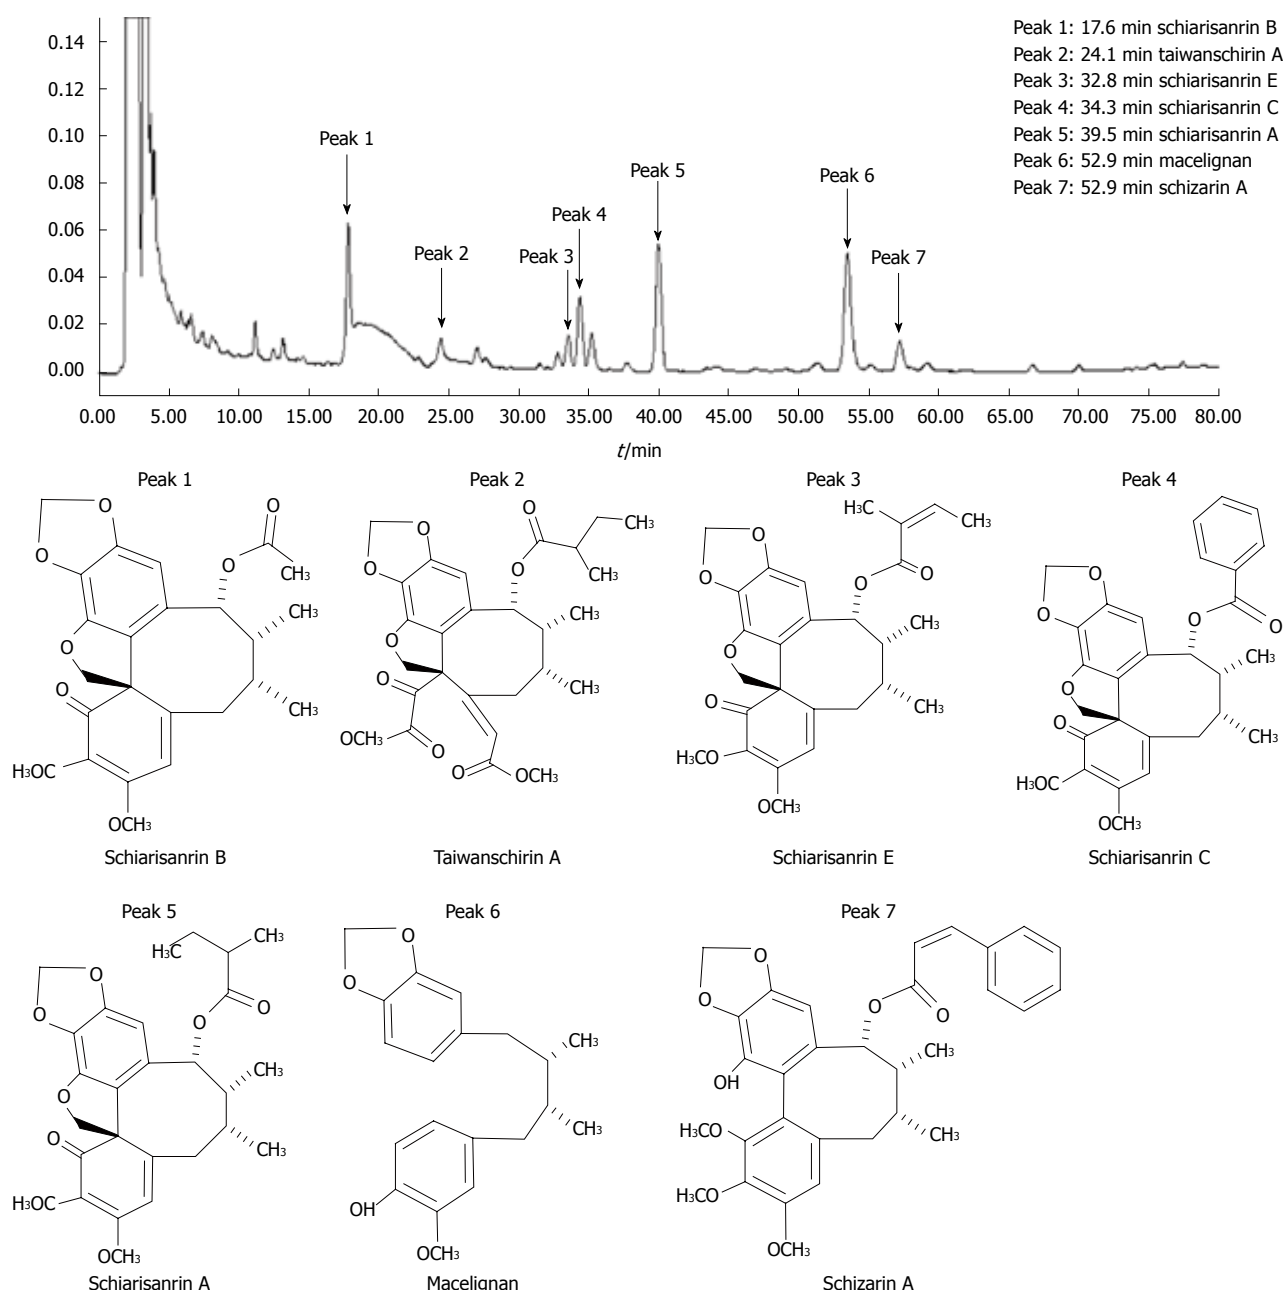 Peak 1: 17.6 min schiarisanrin B
Peak 2: 24.1 min taiwanschirin A
Peak 3: 32.8 min schiarisanrin E
Peak 4: 34.3 min schiarisanrin C
Peak 5: 39.5 min schiarisanrin A
Peak 6: 52.9 min macelignan
Peak 7: 52.9 min schizarin A
0.14
0.12
0.10
0.08
0.06
0.04
0.02
0.00
Peak 1
Peak 2
Peak 3
Peak 4
Peak 5
Peak 6
Peak 7
0.00 5.00 10.00 15.00 20.00 25.00 30.00 35.00 40.00 45.00 50.00 55.00 60.00 65.00 70.00 75.00 80.00
t/min
Peak 1
O
O
O
O
CH3
O
CH3
O
CH3
H3OC
OCH3
Schiarisanrin B
Peak 2
O
O
O
CH3
O
CH3
O
CH3
O
CH3
OCH3
O
O
OCH3
Taiwanschirin A
Peak 3
H3C
CH3
O
O
O
O
CH3
O
O
CH3
H3CO
OCH3
Schiarisanrin E
Peak 4
O
O
O
O
CH3
O
O
CH3
H3OC
OCH3
Schiarisanrin C
Peak 5
H3C
CH3
O
O
O
O
CH3
O
O
CH3
H3OC
OCH3
Schiarisanrin A
Peak 6
O
O
CH3
CH3
OH
OCH3
Macelignan
Peak 7
O
O
O
O
CH3
OH
CH3
H3CO
H3CO
OCH3
Schizarin A